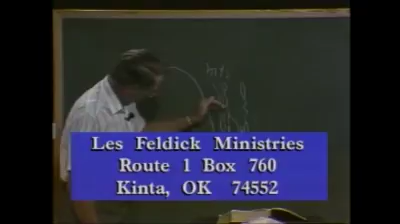 Les Feldick Ministries
Route 1 Box 760
Kinta, OK 74552